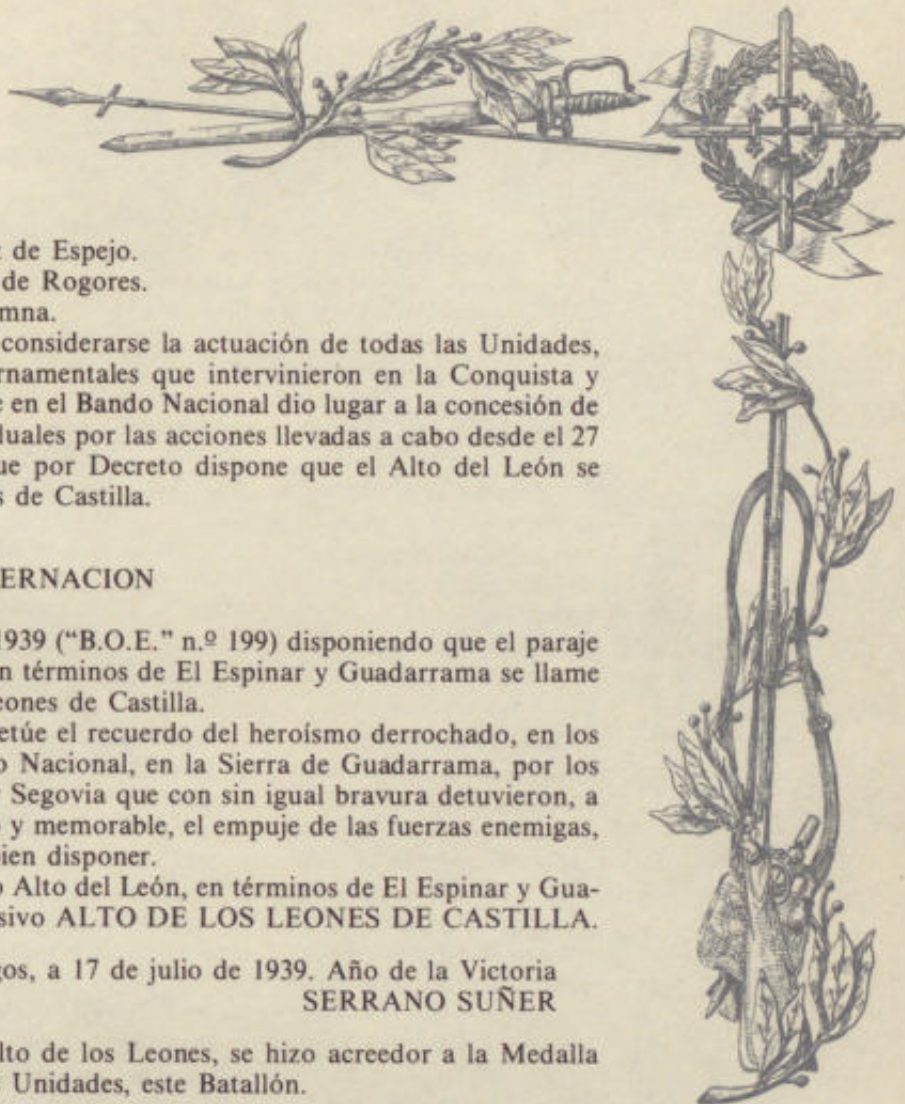 de Espejo.
de Rogores.
mna.
considerarse la actuación de todas las Unidades,
rnamentales que intervinieron en la Conquista y
e en el Bando Nacional dio lugar a la concesión de
luales por las acciones llevadas a cabo desde el 27
ue por Decreto dispone que el Alto del León se
s de Castilla.
ERNACION
1939 ("B.O.E." n.º 199) disponiendo que el paraje
n términos de El Espinar y Guadarrama se llame
eones de Castilla.
etúe el recuerdo del heroísmo derrochado, en los
o Nacional, en la Sierra de Guadarrama, por los
Segovia que con sin igual bravura detuvieron, a
y memorable, el empuje de las fuerzas enemigas,
bien disponer.
o Alto del León, en términos de El Espinar y Gua-
sivo ALTO DE LOS LEONES DE CASTILLA.
gos, a 17 de julio de 1939. Año de la Victoria
SERRANO SUÑER
lto de los Leones, se hizo acreedor a la Medalla
Unidades, este Batallón.